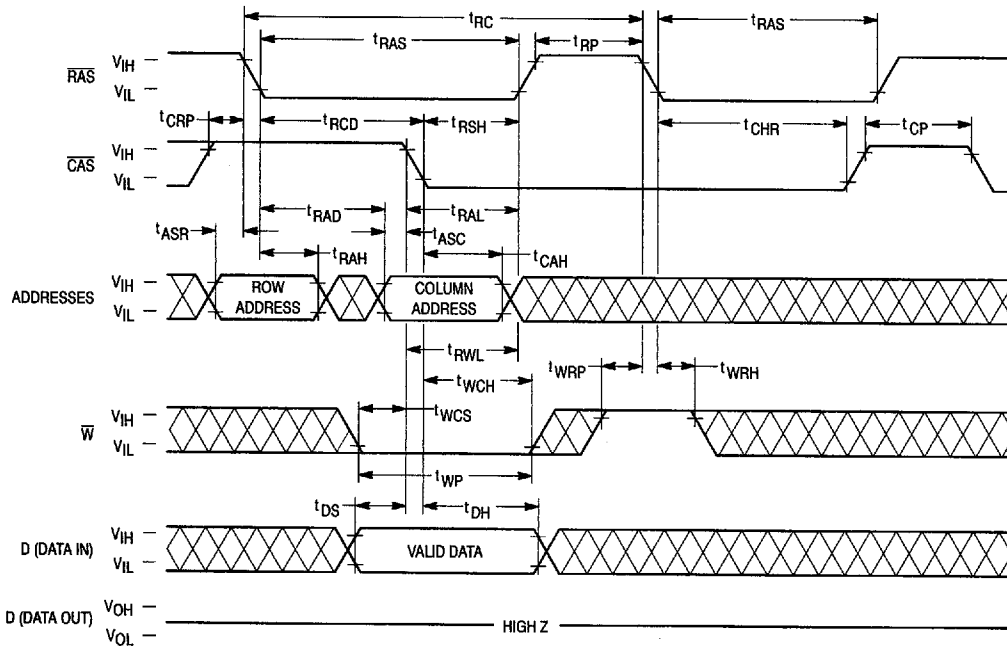 tRC
tRAS
tRP
tRAS
RAS
VIH
VIL
tCRP
tRCD
tRSH
tCHR
tCP
CAS
VIH
VIL
tRAD
tRAL
tASR
tASC
tRAH
tCAH
ADDRESSES
VIH
VIL
ROW
ADDRESS
COLUMN
ADDRESS
tRWL
tWRP
tWRH
tWCH
tWCS
W
VIH
VIL
tWP
tDS
tDH
D (DATA IN)
VIH
VIL
VALID DATA
D (DATA OUT)
VOH
VOL
HIGH Z